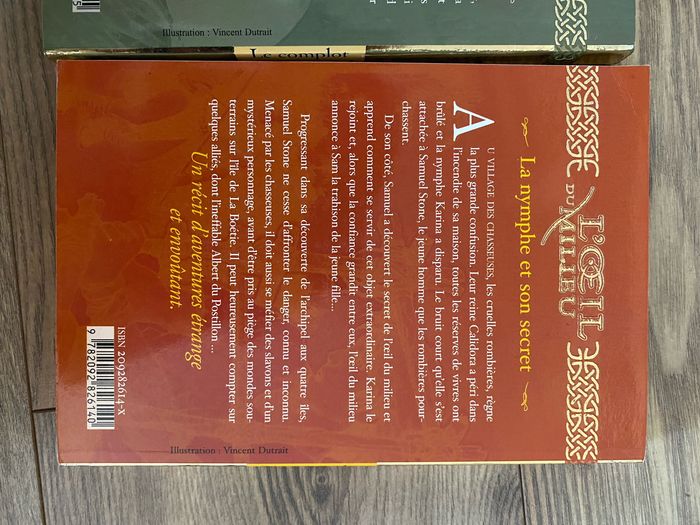 L'ŒIL
DU MILIEU
La nymphe et son secret
AU VILLAGE DES CHASSEUSES, les cruelles rombières, règne
la plus grande confusion. Leur reine Calidora a péri dans
l'incendie de sa maison, toutes les réserves de vivres ont
brûlé et la nymphe Karina a disparu. Le bruit court qu'elle s'est
attachée à Samuel Stone, le jeune homme que les rombières pour-
chassent.
De son côté, Samuel a découvert le secret de l'œil du milieu et
apprend comment se servir de cet objet extraordinaire. Karina le
rejoint et, alors que la confiance grandit entre eux, l'œil du milieu
annonce à Sam la trahison de la jeune fille...
Progressant dans sa découverte de l'archipel aux quatre îles,
Samuel Stone ne cesse d'affronter le danger, connu et inconnu.
Menacé par les chasseuses, il doit aussi se méfier des slavons et d'un
mystérieux personnage, avant d'être pris au piège des mondes sou-
terrains sur l'île de La Boétie. Il peut heureusement compter sur
quelques alliés, dont l'ineffable Albert du Postillon ...
Un récit d'aventures étrange
et envoûtant.
ISBN 209282614-X
9 782092 826140
Illustration : Vincent Dutrait
Illustration : Vincent Dutrait
Le complot